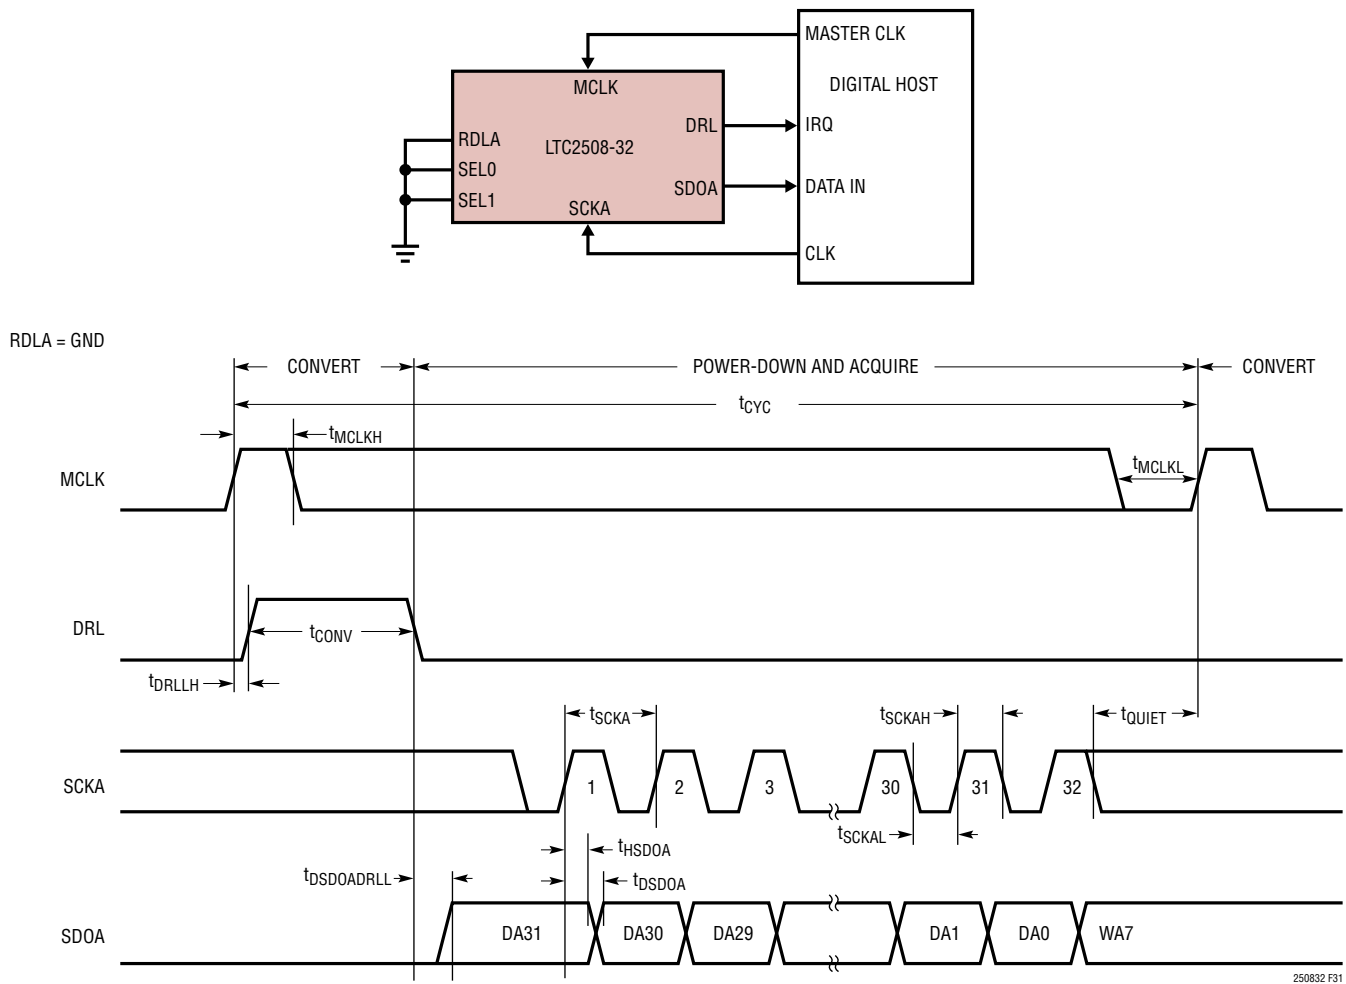 MASTER CLK
MCLK
DIGITAL HOST
DRL
IRQ
RDLA
LTC2508-32
SEL0
SDOA
DATA IN
SEL1
SCKA
CLK
RDLA = GND
CONVERT
POWER-DOWN AND ACQUIRE
CONVERT
tCYC
tMCLKH
tMCLKL
MCLK
DRL
tCONV
tDRLLH
tSCKA
tSCKAH
tQUIET
SCKA
1
2
3
30
31
32
tSCKAL
tHSDOA
tDSDOADRLL
tDSDOA
SDOA
DA31
DA30
DA29
DA1
DA0
WA7
250832 F31